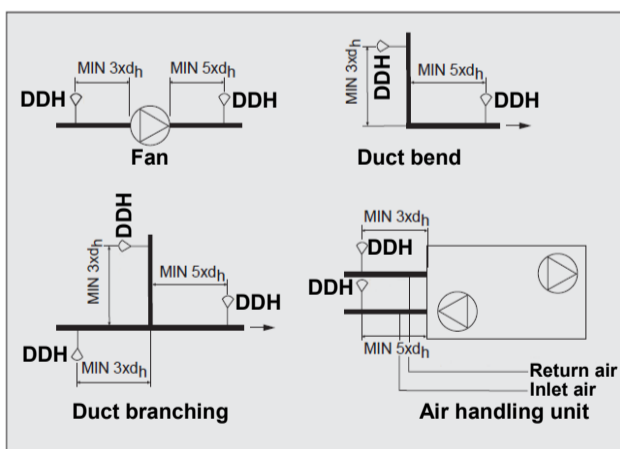 MIN 3xdh
MIN 5xdh
DDH
DDH
Fan
MIN 3xdh
DDH
MIN 5xdh
DDH
Duct bend
DDH
MIN 3xdh
MIN 5xdh
DDH
DDH
MIN 3xdh
Duct branching
MIN 3xdh
DDH
DDH
MIN 5xdh
Return air
Inlet air
Air handling unit